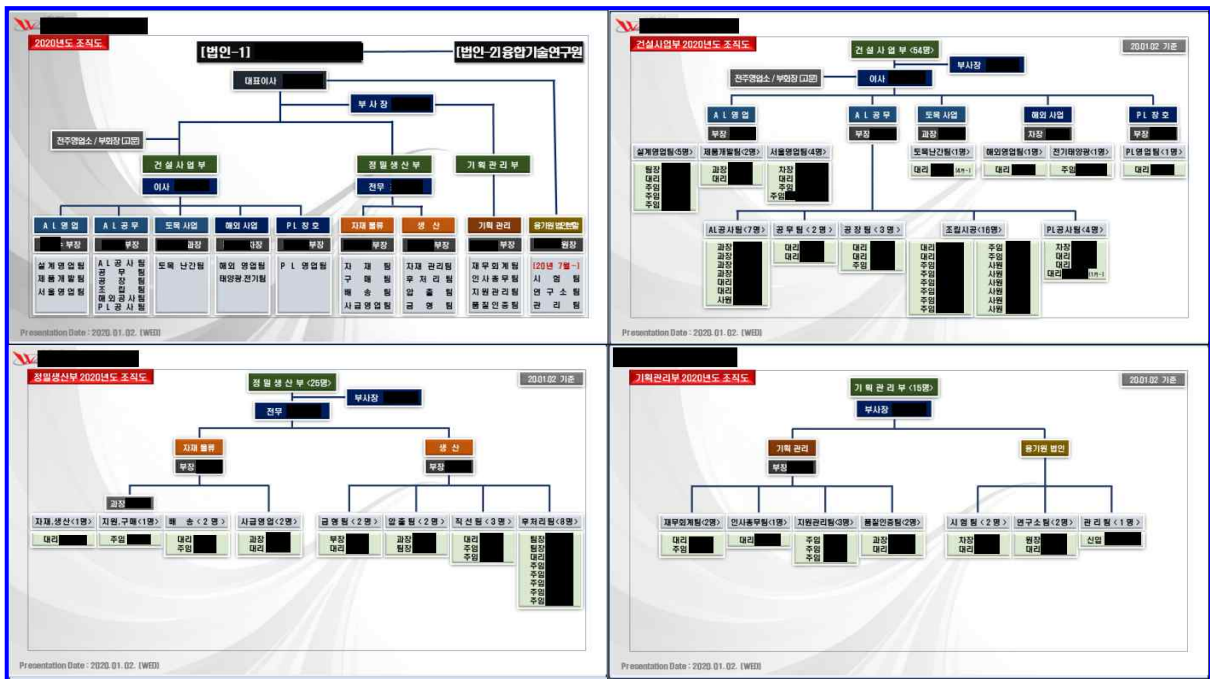 2020년도 조직도
[법인-1]
[법인-2]융합기술연구원
대표이사
부 사 장
전주영업소 / 부회장 [고문]
건 설 사 업 부
정 밀 생 산 부
기 획 관 리 부
이사
전무
A L 영 업
A L 공 무
토목 사업
해외 사업
P L 장 호
자재 물류
생 산
기획 관리
부장
부장
과장
차장
부장
부장
부장
부장
원장
설 계 영 업 팀
제 품 개 발 팀
서 울 영 업 팀
A L 공 사 팀
공 무 팀
공 장 팀
조 립 팀
해 외 공 사 팀
P L 공 사 팀
토목 난간팀
해외 영업팀
태양광.전기팀
P L 영업팀
자 재 팀
구 매 팀
배 송 팀
사급영업팀
자재 관리팀
후 처 리 팀
압 출 팀
금 형 팀
재무회계팀
인사총무팀
지원관리팀
품질인증팀
(20년 7월~)
시 험 팀
연 구 소 팀
관 리 팀
Presentation Date : 2020. 01. 02. (WED)
건설사업부 2020년도 조직도
20.01.02 기준
건 설 사 업 부 <54명>
부사장
전주영업소 / 부회장 [고문]
이사
A L 영 업
A L 공 무
토목 사업
해외 사업
P L 장 호
부장
부장
과장
차장
부장
설계영업팀<5명>
제품개발팀<2명>
서울영업팀<4명>
토목난간팀<1명>
해외영업팀<1명>
전기태양광<1명>
PL영업팀<1명>
팀장
대리
주임
주임
주임
과장
대리
차장
대리
주임
주임
대리
대리
주임
대리
AL공사팀<7명>
공 무 팀 < 2 명 >
공 장 팀 < 3 명 >
조립시공<16명>
PL공사팀<4명>
과장
과장
과장
과장
대리
대리
사원
대리
대리
과장
대리
대리
대리
대리
대리
주임
주임
주임
주임
주임
주임
주임
사원
사원
사원
사원
사원
차장
과장
대리
대리
정밀생산부 2020년도 조직도
20.01.02 기준
정 밀 생 산 부 <25명>
부사장
전무
자재 물류
생 산
부장
부장
과장
자재.생산<1명>
지원.구매<1명>
배 송 < 2 명 >
사급영업<2명>
금 형 팀 < 2 명 >
압 출 팀 < 2 명 >
직 선 팀 < 3 명 >
후처리팀<8명>
대리
주임
대리
주임
과장
대리
부장
대리
과장
팀장
대리
주임
주임
팀장
팀장
대리
주임
주임
주임
주임
주임
Presentation Date : 2020. 01. 02. (WED)
기획관리부 2020년도 조직도
20.01.02 기준
기 획 관 리 부 <15명>
부사장
기획 관리
융기원 법인
부장
재무회계팀<2명>
인사총무팀<1명>
지원관리팀<3명>
품질인증팀<2명>
시 험 팀 < 2 명 >
연구소팀<2명>
관 리 팀 < 1 명 >
대리
주임
대리
주임
주임
주임
과장
대리
차장
대리
원장
대리
신입
Presentation Date : 2020. 01. 02. (WED)